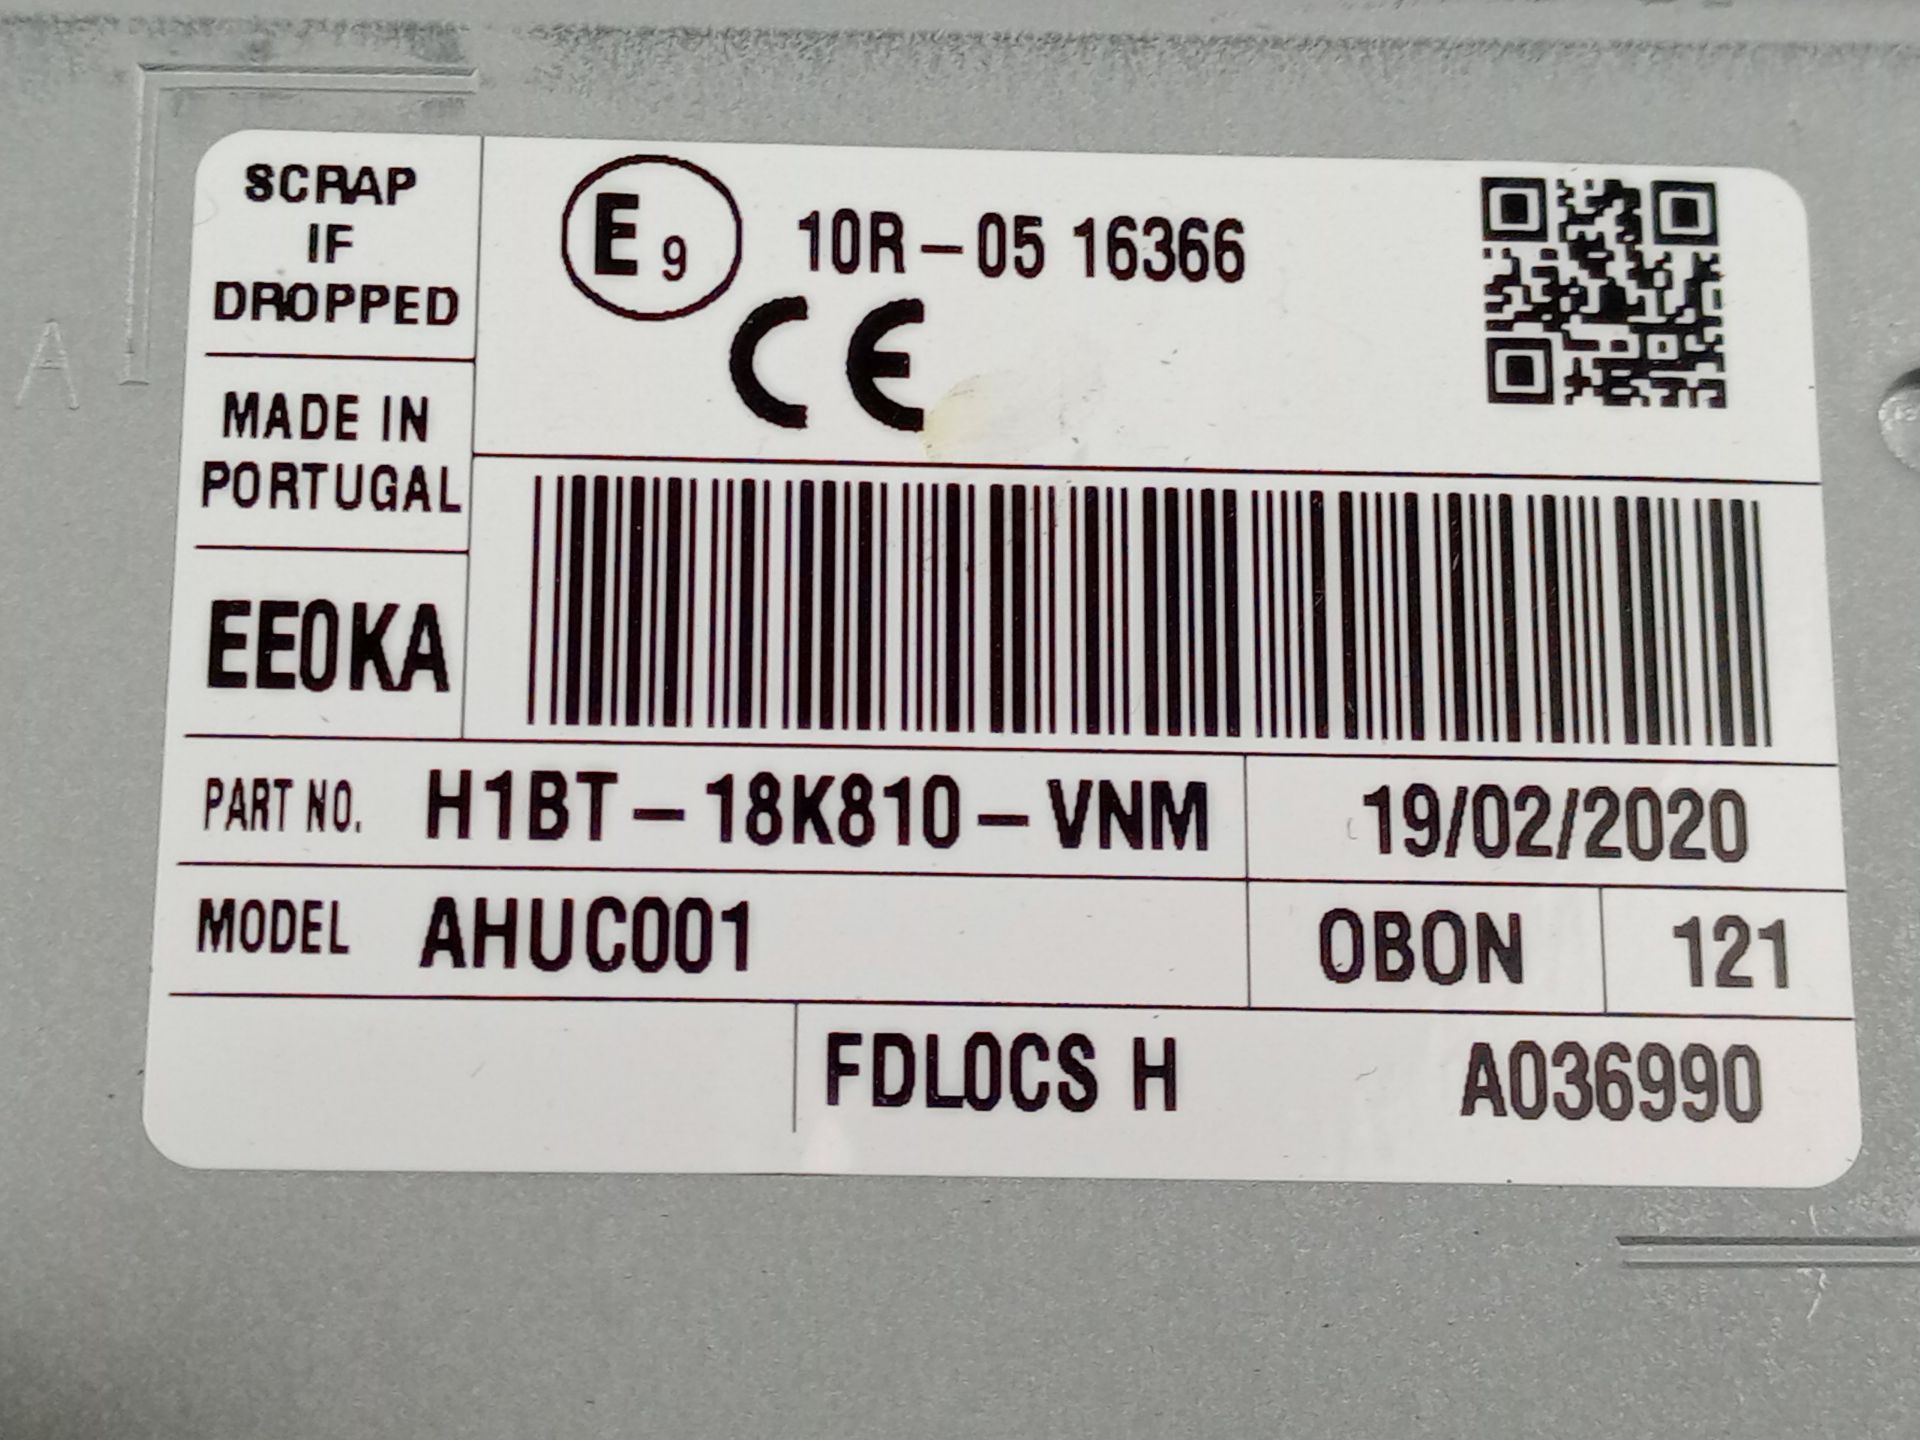 SCRAP
IF
DROPPED
E 9 10R-05 16366
CE
MADE IN
PORTUGAL
EE0KA
PART NO. H1BT-18K810-VNM 19/02/2020
MODEL AHUC001 OBON 121
FDL0CS H A036990
A